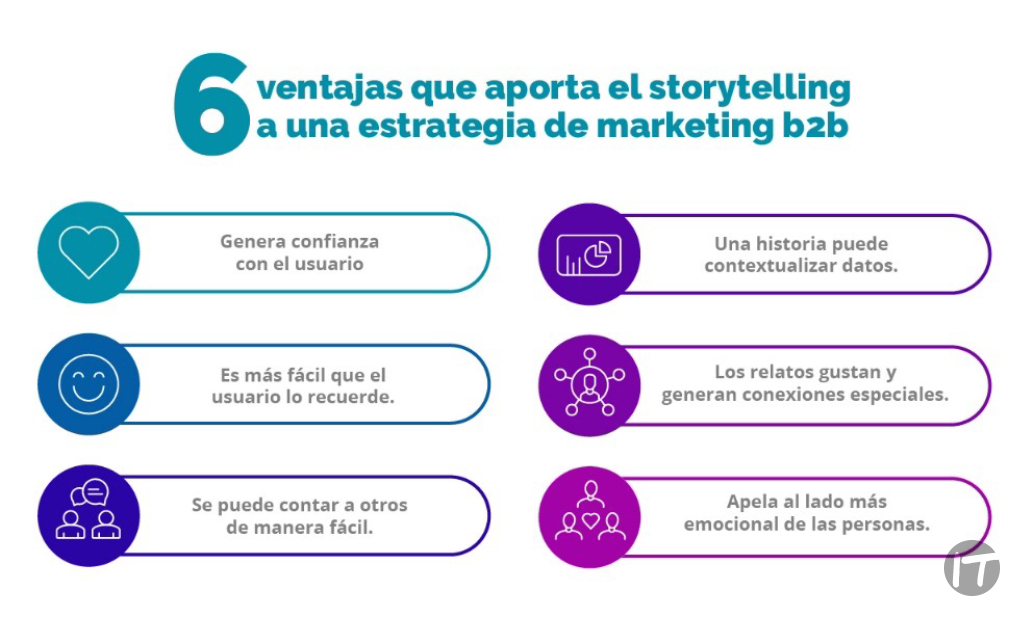 6 ventajas que aporta el storytelling
a una estrategia de marketing b2b
Genera confianza
con el usuario
Es más fácil que el
usuario lo recuerde.
Se puede contar a otros
de manera fácil.
Una historia puede
contextualizar datos.
Los relatos gustan y
generan conexiones especiales.
Apela al lado más
emocional de las personas.
IT